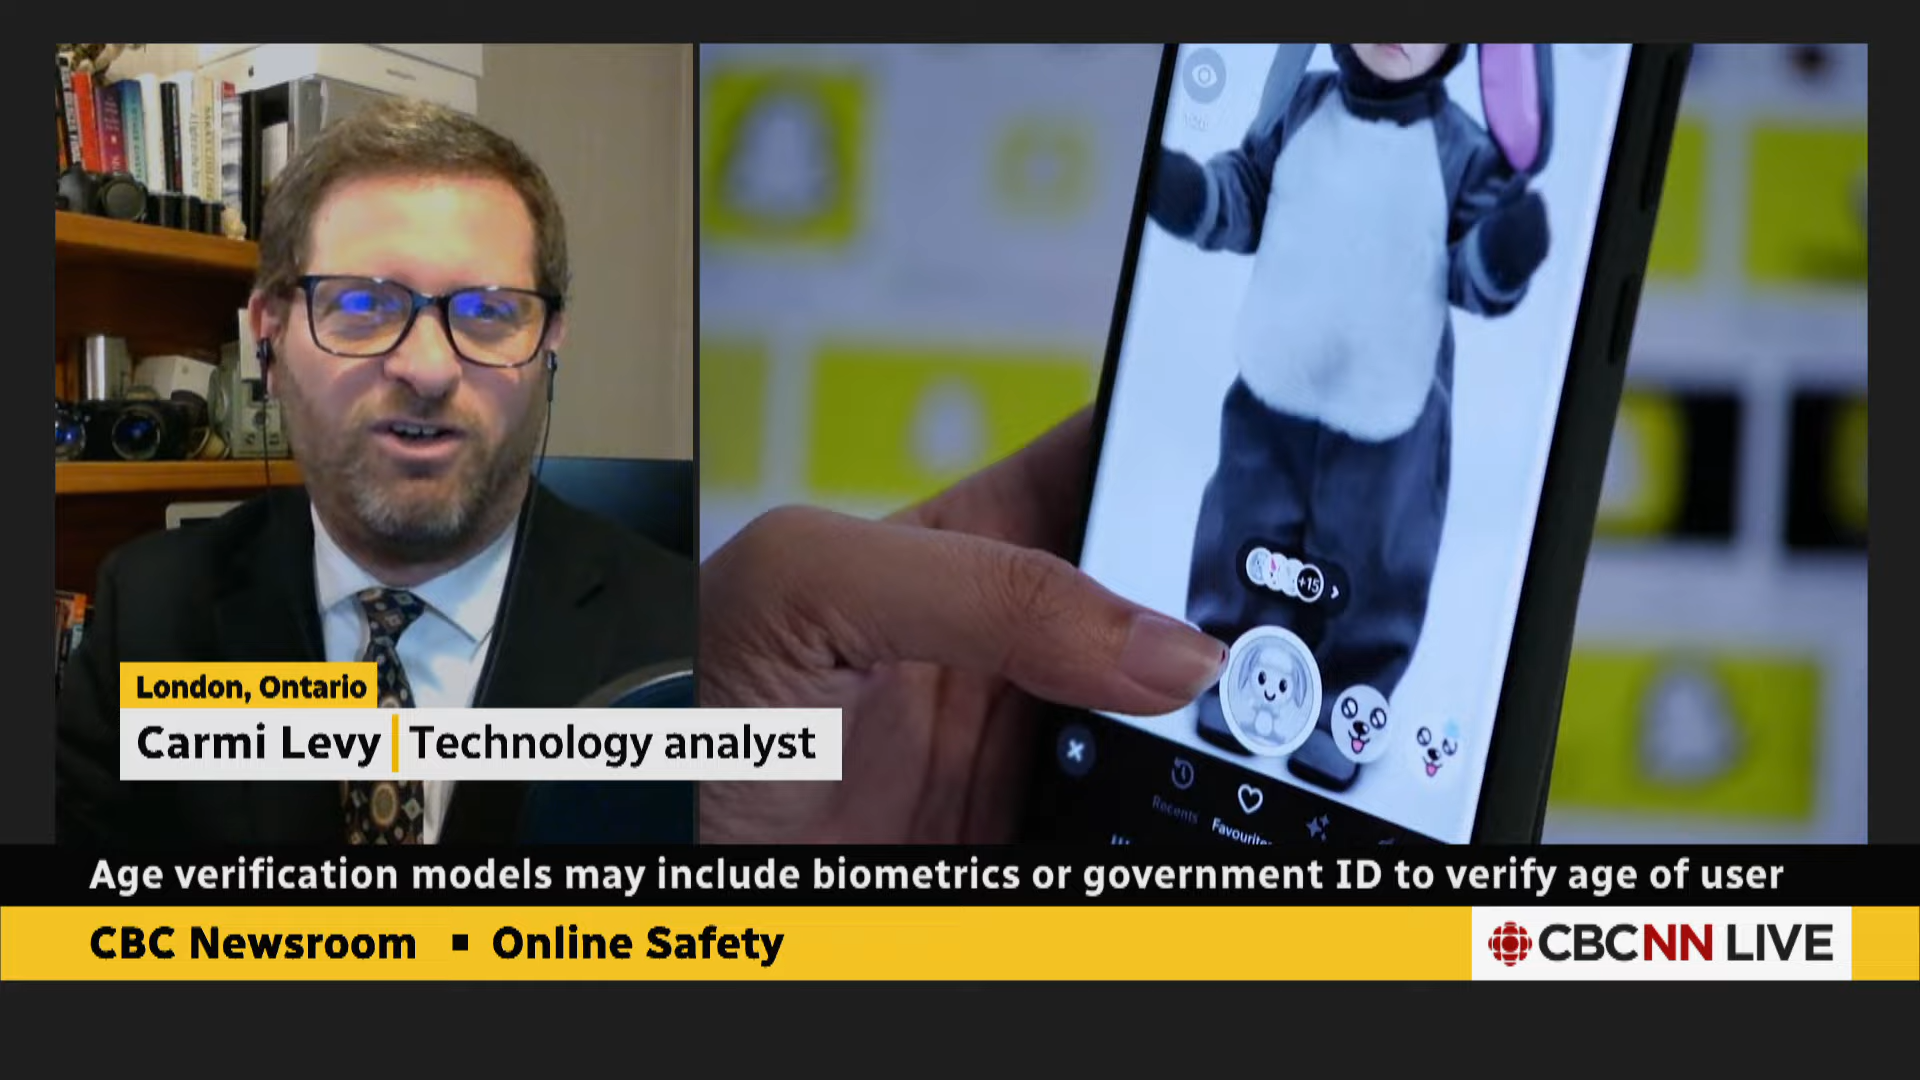 London, Ontario
Carmi Levy Technology analyst
+15
Recents
Favourites
Age verification models may include biometrics or government ID to verify age of user
CBC Newsroom ▪ Online Safety
CBCNN LIVE